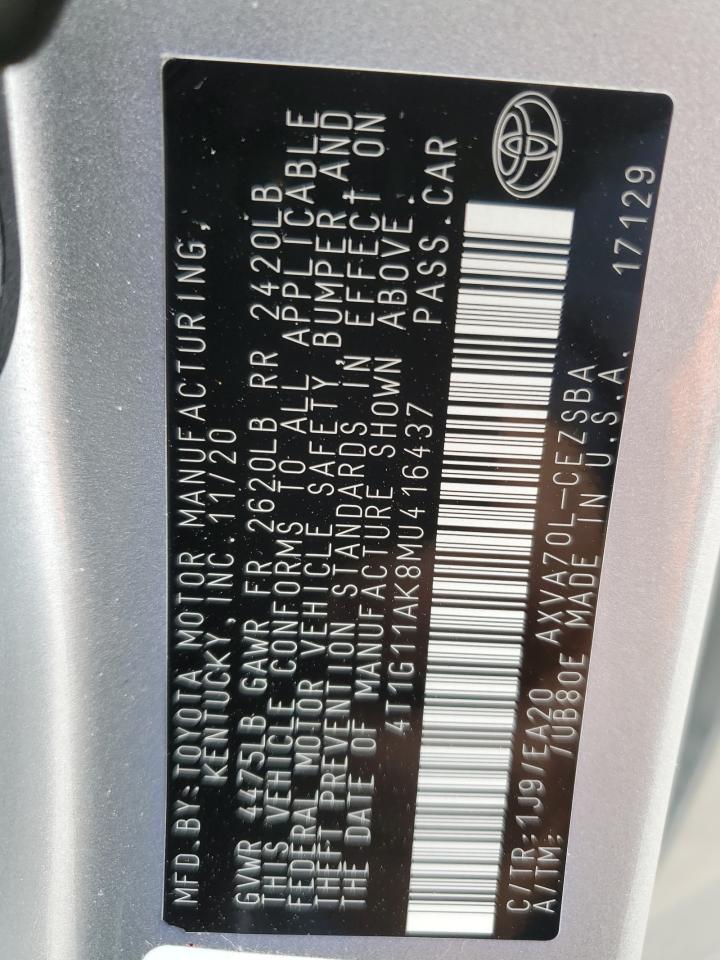 MFD.BY:TOYOTA MOTOR MANUFACTURING,
KENTUCKY, INC.11/20
GVWR 4475LB GAWR FR 2620LB RR 2420LB
THIS VEHICLE CONFORMS TO ALL APPLICABLE
FEDERAL MOTOR VEHICLE SAFETY,BUMPER AND
THEFT PREVENTION STANDARDS IN EFFECT ON
THE DATE OF MANUFACTURE SHOWN ABOVE.
4T1G11AK8MU416437 PASS.CAR
C/TR:1J9/EA20 AXVA70L-CEZSBA
A/TM: /UB80E MADE IN U.S.A. 17129